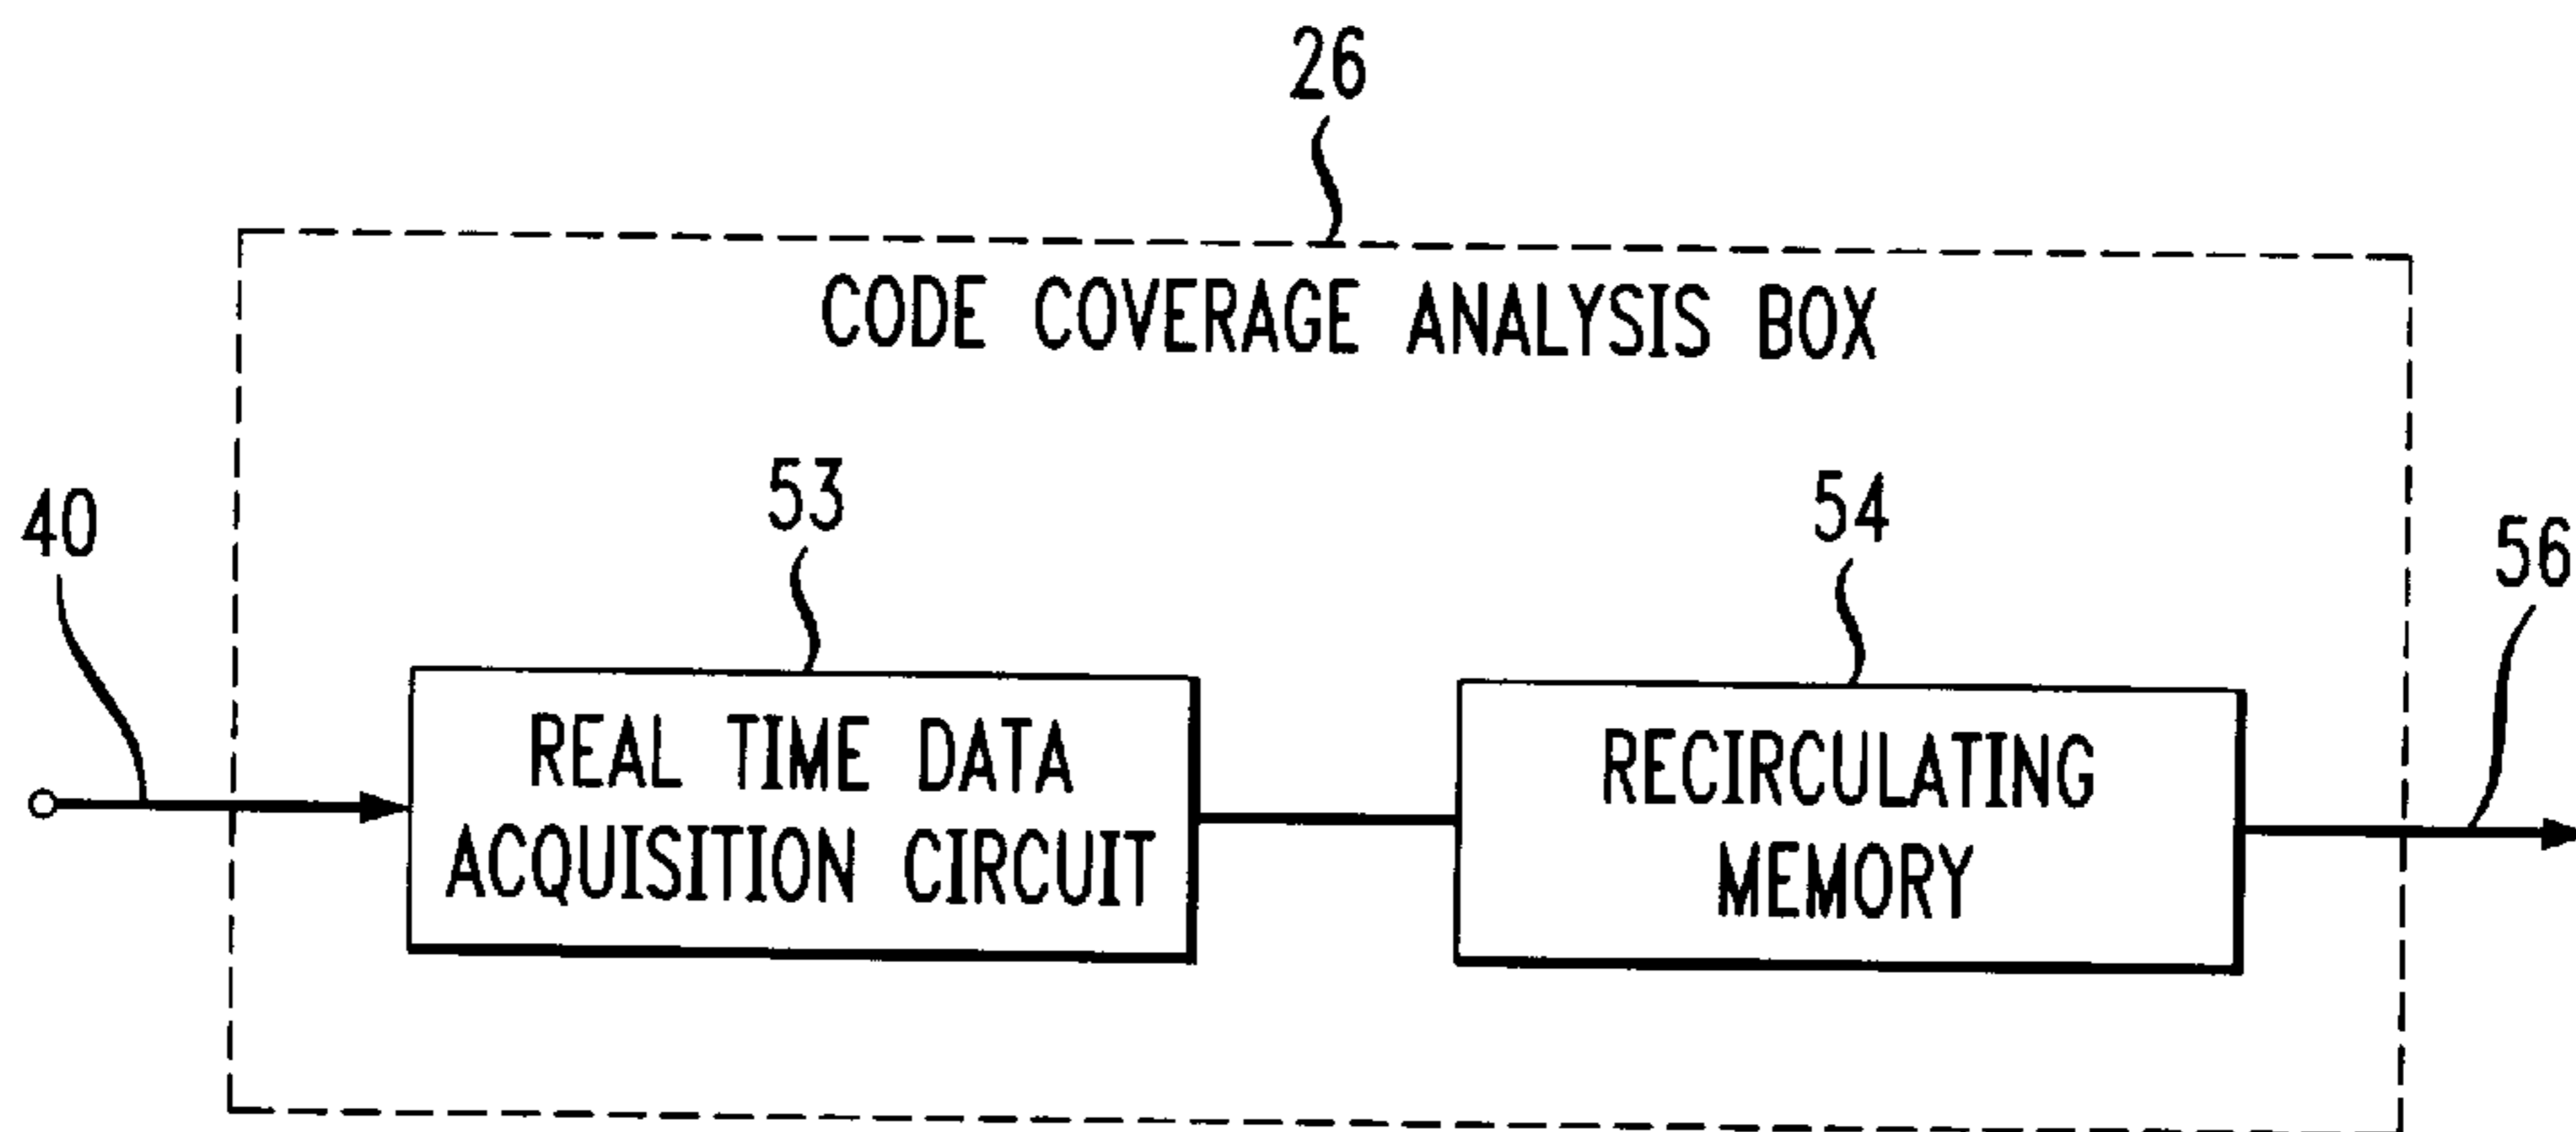 26
CODE COVERAGE ANALYSIS BOX
40
53
54
56
REAL TIME DATA
ACQUISITION CIRCUIT
RECIRCULATING
MEMORY